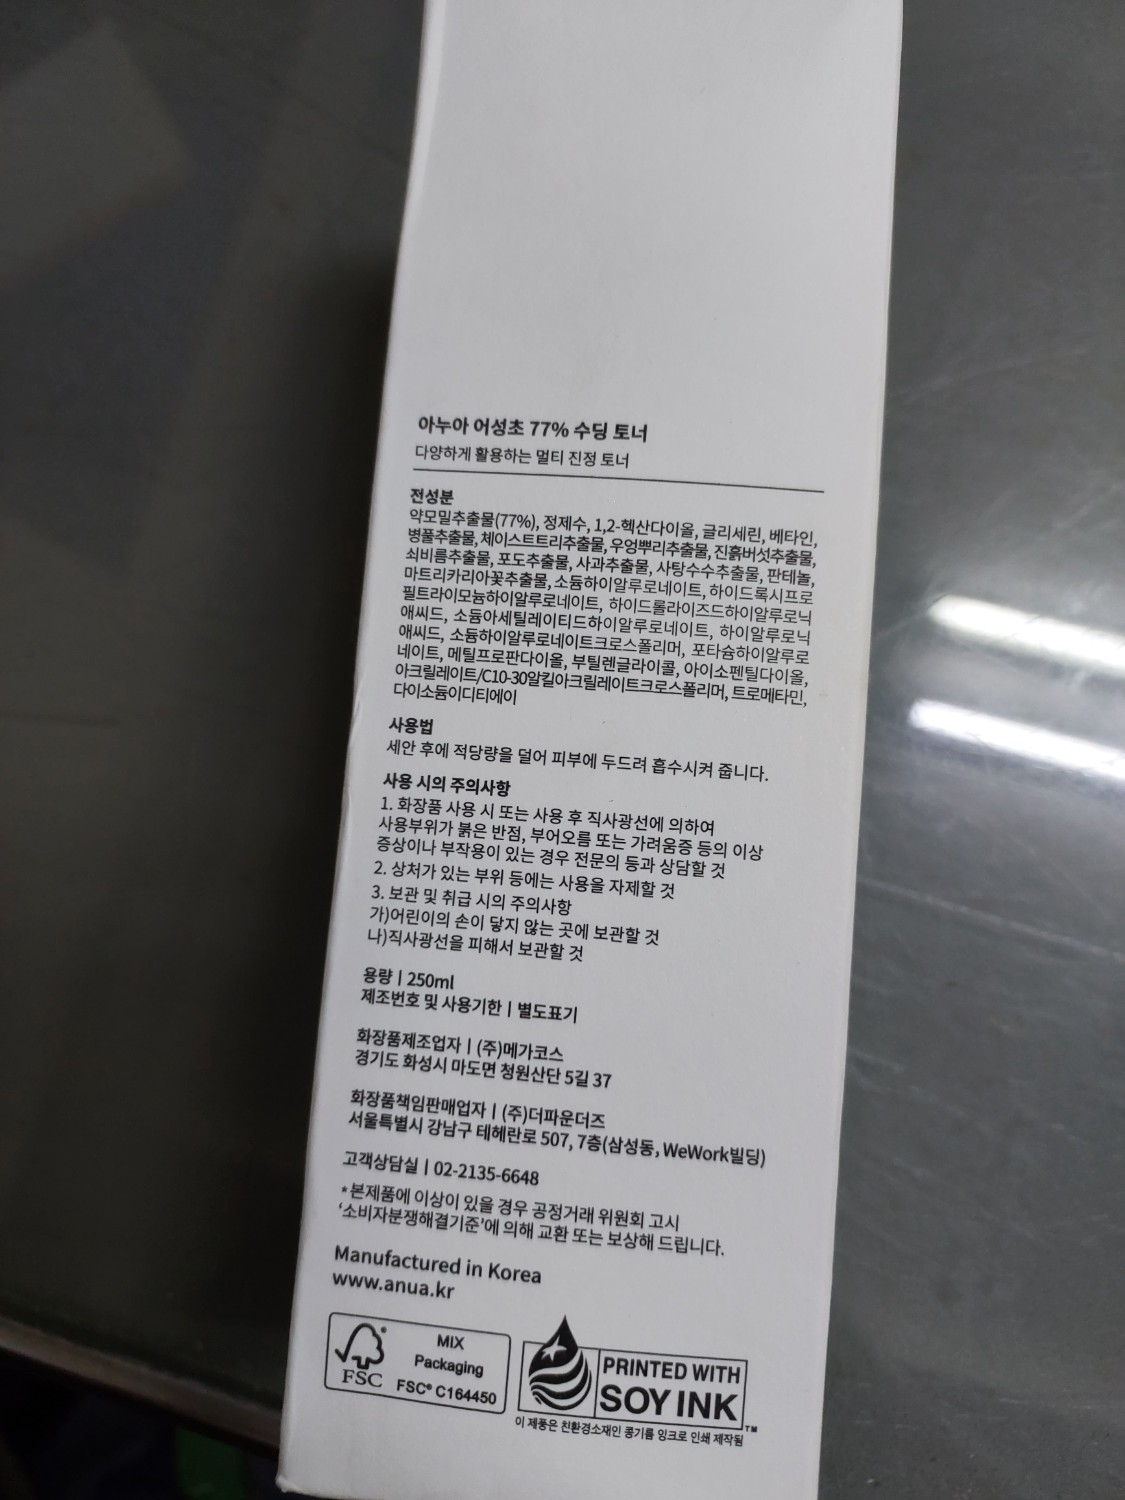 아누아 어성초 77% 수딩 토너
다양하게 활용하는 멀티 진정 토너
전성분
약모밀추출물(77%), 정제수, 1,2-헥산다이올, 글리세린, 베타인,
병풀추출물, 체이스트트리추출물, 우엉뿌리추출물, 진흙버섯추출물,
쇠비름추출물, 포도추출물, 사과추출물, 사탕수수추출물, 판테놀,
마트리카리아꽃추출물, 소듐하이알루로네이트, 하이드록시프로
필트라이모늄하이알루로네이트, 하이드롤라이즈드하이알루로닉
애씨드, 소듐아세틸레이티드하이알루로네이트, 하이알루로닉
애씨드, 소듐하이알루로네이트크로스폴리머, 포타슘하이알루로
네이트, 메틸프로판다이올, 부틸렌글라이콜, 아이소펜틸다이올,
아크릴레이트/C10-30알킬아크릴레이트크로스폴리머, 트로메타민,
다이소듐이디티에이
사용법
세안 후에 적당량을 덜어 피부에 두드려 흡수시켜 줍니다.
사용 시의 주의사항
1. 화장품 사용 시 또는 사용 후 직사광선에 의하여
사용부위가 붉은 반점, 부어오름 또는 가려움증 등의 이상
증상이나 부작용이 있는 경우 전문의 등과 상담할 것
2. 상처가 있는 부위 등에는 사용을 자제할 것
3. 보관 및 취급 시의 주의사항
가)어린이의 손이 닿지 않는 곳에 보관할 것
나)직사광선을 피해서 보관할 것
용량 | 250ml
제조번호 및 사용기한 | 별도표기
화장품제조업자 | (주)메가코스
경기도 화성시 마도면 청원산단 5길 37
화장품책임판매업자 | (주)더파운더즈
서울특별시 강남구 테헤란로 507, 7층(삼성동, WeWork빌딩)
고객상담실 | 02-2135-6648
*본제품에 이상이 있을 경우 공정거래 위원회 고시
'소비자분쟁해결기준'에 의해 교환 또는 보상해 드립니다.
Manufactured in Korea
www.anua.kr
FSC
MIX
Packaging
FSC® C164450
PRINTED WITH
SOY INK™
이 제품은 친환경소재인 콩기름 잉크로 인쇄 제작됨